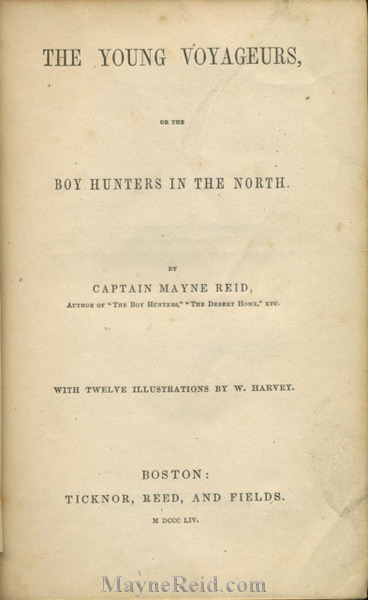 THE YOUNG VOYAGEURS,
OR THE
BOY HUNTERS IN THE NORTH.
BY
CAPTAIN MAYNE REID,
AUTHOR OF "THE BOY HUNTERS," "THE DESERT HOME," ETC.
WITH TWELVE ILLUSTRATIONS BY W. HARVEY.
BOSTON:
TICKNOR, REED, AND FIELDS.
M DCCC LIV.
MayneReid.com